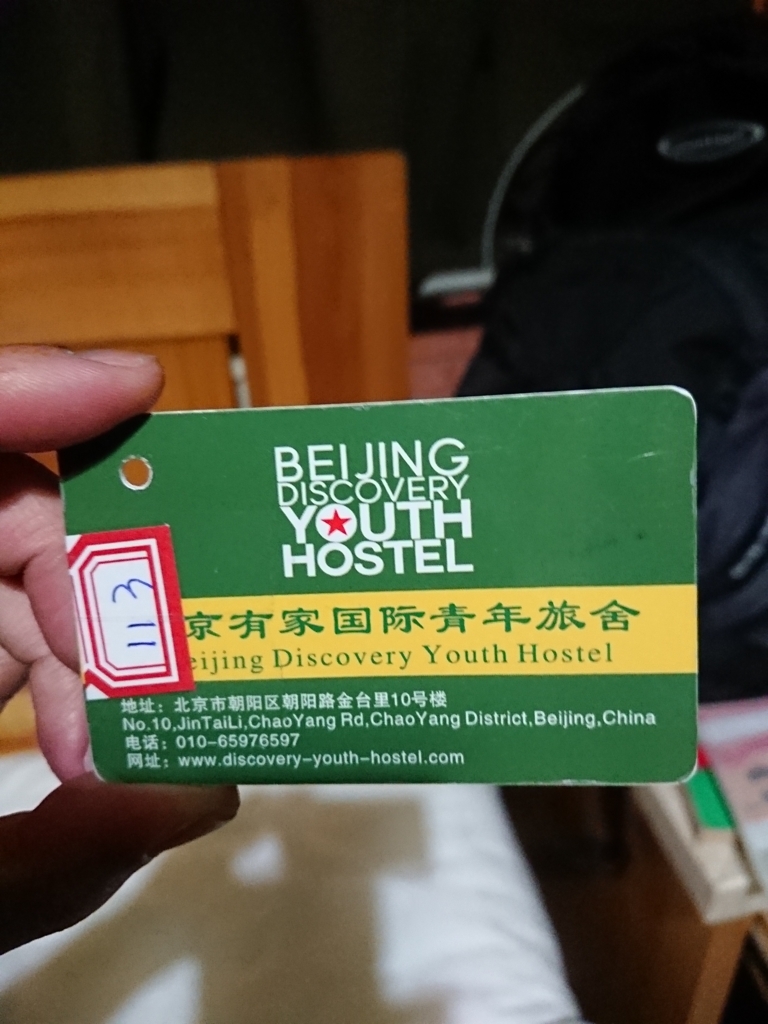 BEIJING
DISCOVERY
YOUTH
HOSTEL
113
京有家国际青年旅舍
eijing Discovery Youth Hostel
地址：北京市朝阳区朝阳路金台里10号楼
No.10,JinTaiLi,ChaoYang Rd,ChaoYang District,Beijing,China
电话：010-65976597
网址：www.discovery-youth-hostel.com